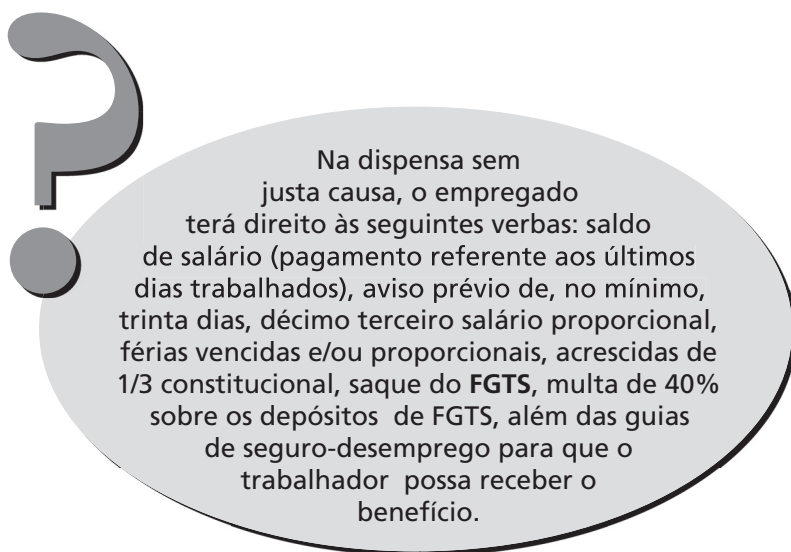 Na dispensa sem
justa causa, o empregado
terá direito às seguintes verbas: saldo
de salário (pagamento referente aos últimos
dias trabalhados), aviso prévio de, no mínimo,
trinta dias, décimo terceiro salário proporcional,
férias vencidas e/ou proporcionais, acrescidas de
1/3 constitucional, saque do FGTS, multa de 40%
sobre os depósitos de FGTS, além das guias
de seguro-desemprego para que o
trabalhador possa receber o
benefício.